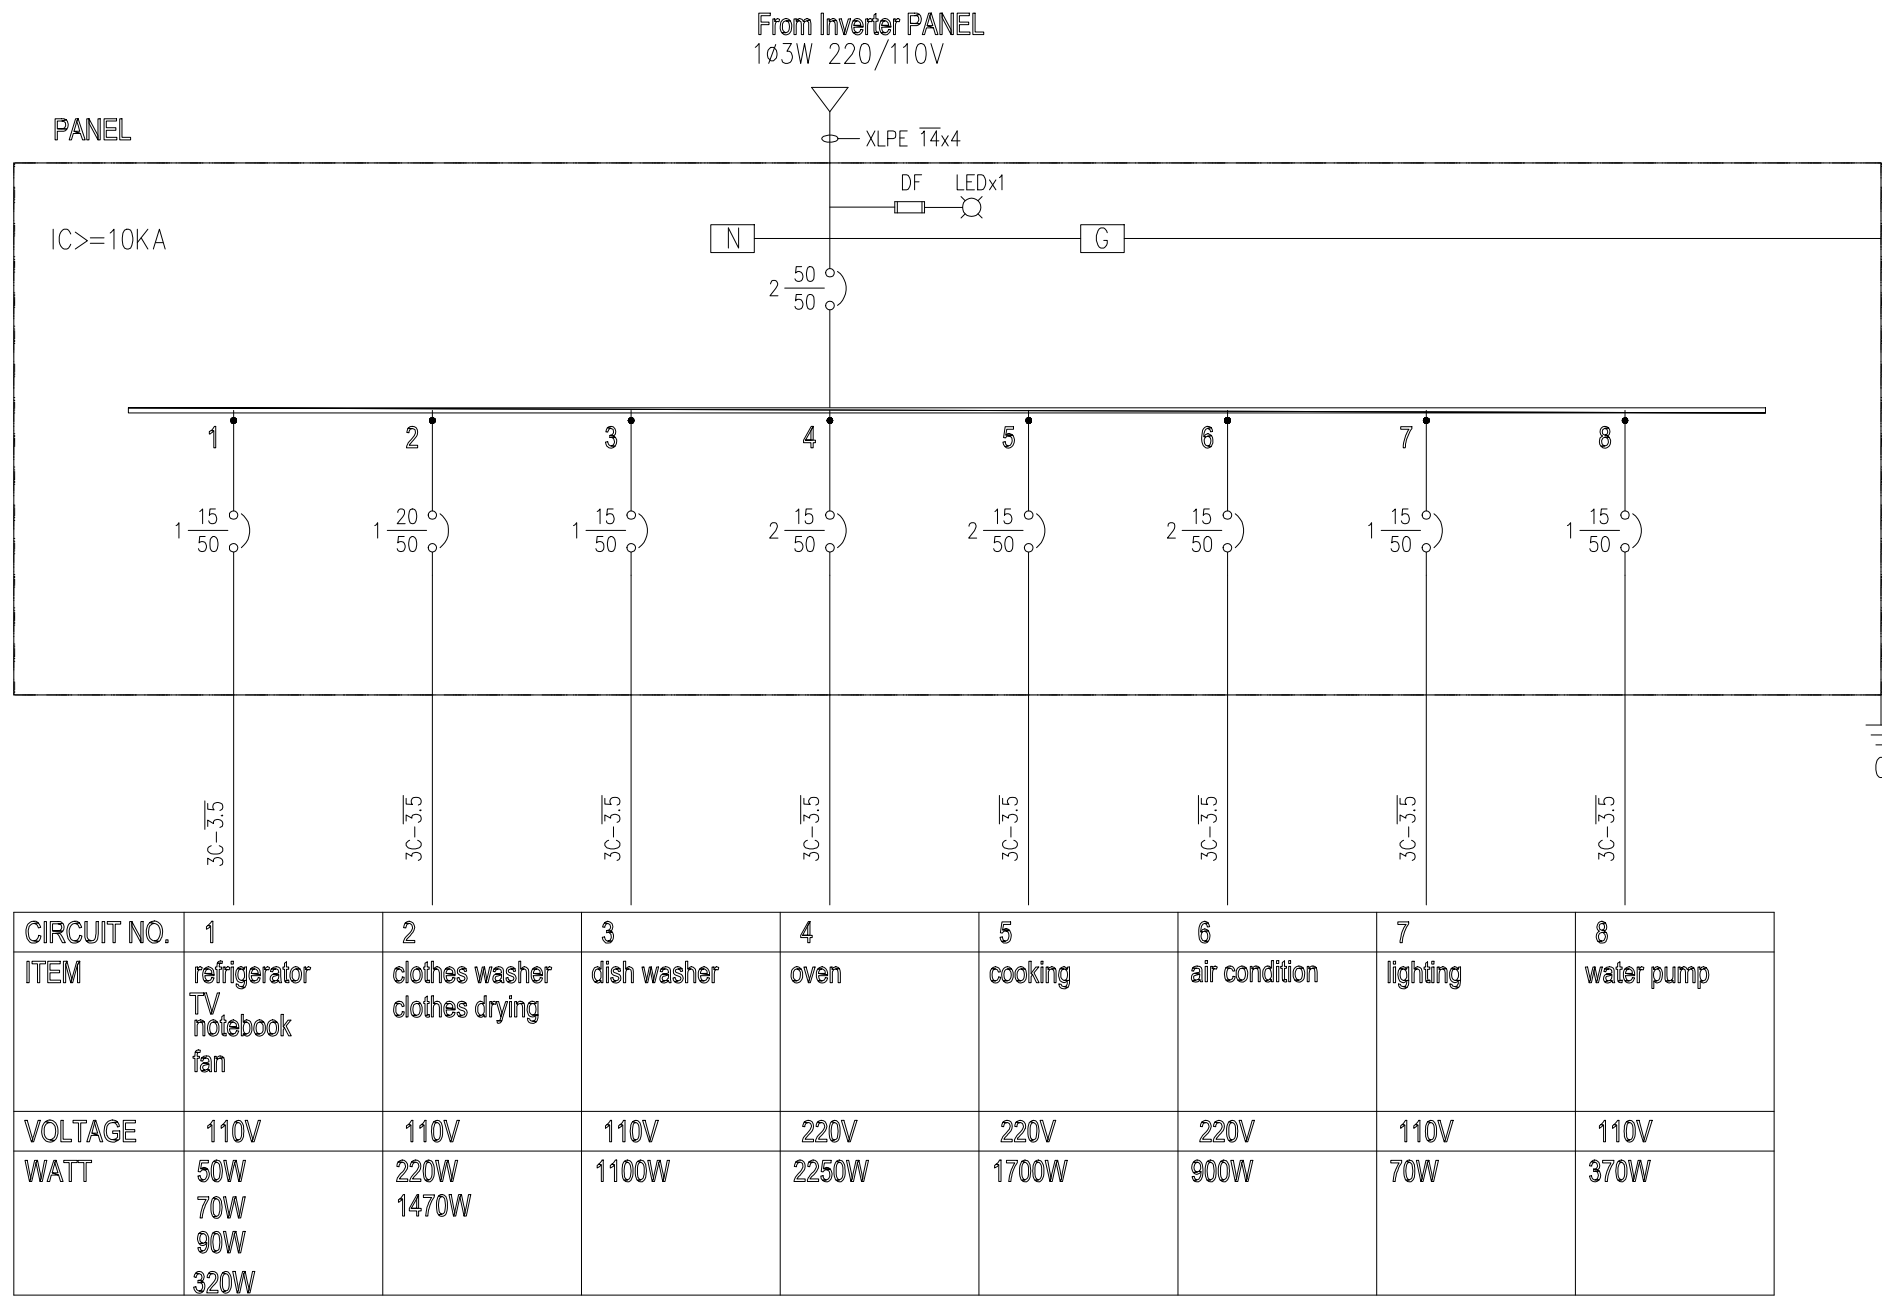 From Inverter PANEL
1ø3W 220/110V
PANEL
XLPE 14x4
DF LEDx1
IC>=10KA
N G
2 50
50
1 2 3 4 5 6 7 8
1 15 1 20 1 15 2 15 2 15 2 15 1 15 1 15
50 50 50 50 50 50 50 50
3C-3.5 3C-3.5 3C-3.5 3C-3.5 3C-3.5 3C-3.5 3C-3.5 3C-3.5
CIRCUIT NO. 1 2 3 4 5 6 7 8
ITEM refrigerator clothes washer dish washer oven cooking air condition lighting water pump
TV clothes drying
notebook
fan
VOLTAGE 110V 110V 110V 220V 220V 220V 110V 110V
WATT 50W 220W 1100W 2250W 1700W 900W 70W 370W
70W 1470W
90W
320W